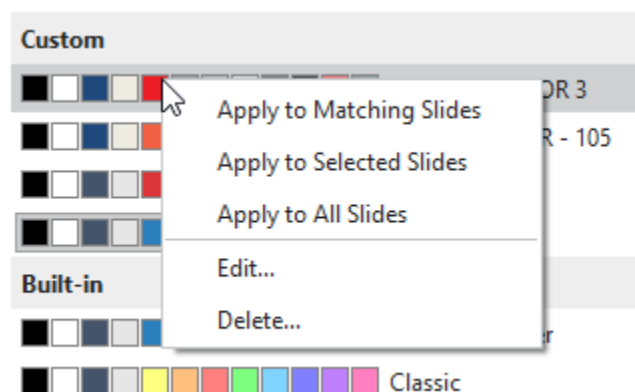 Custom
OR 3
Apply to Matching Slides
R - 105
Apply to Selected Slides
Apply to All Slides
Edit...
Built-in
Delete...
Classic